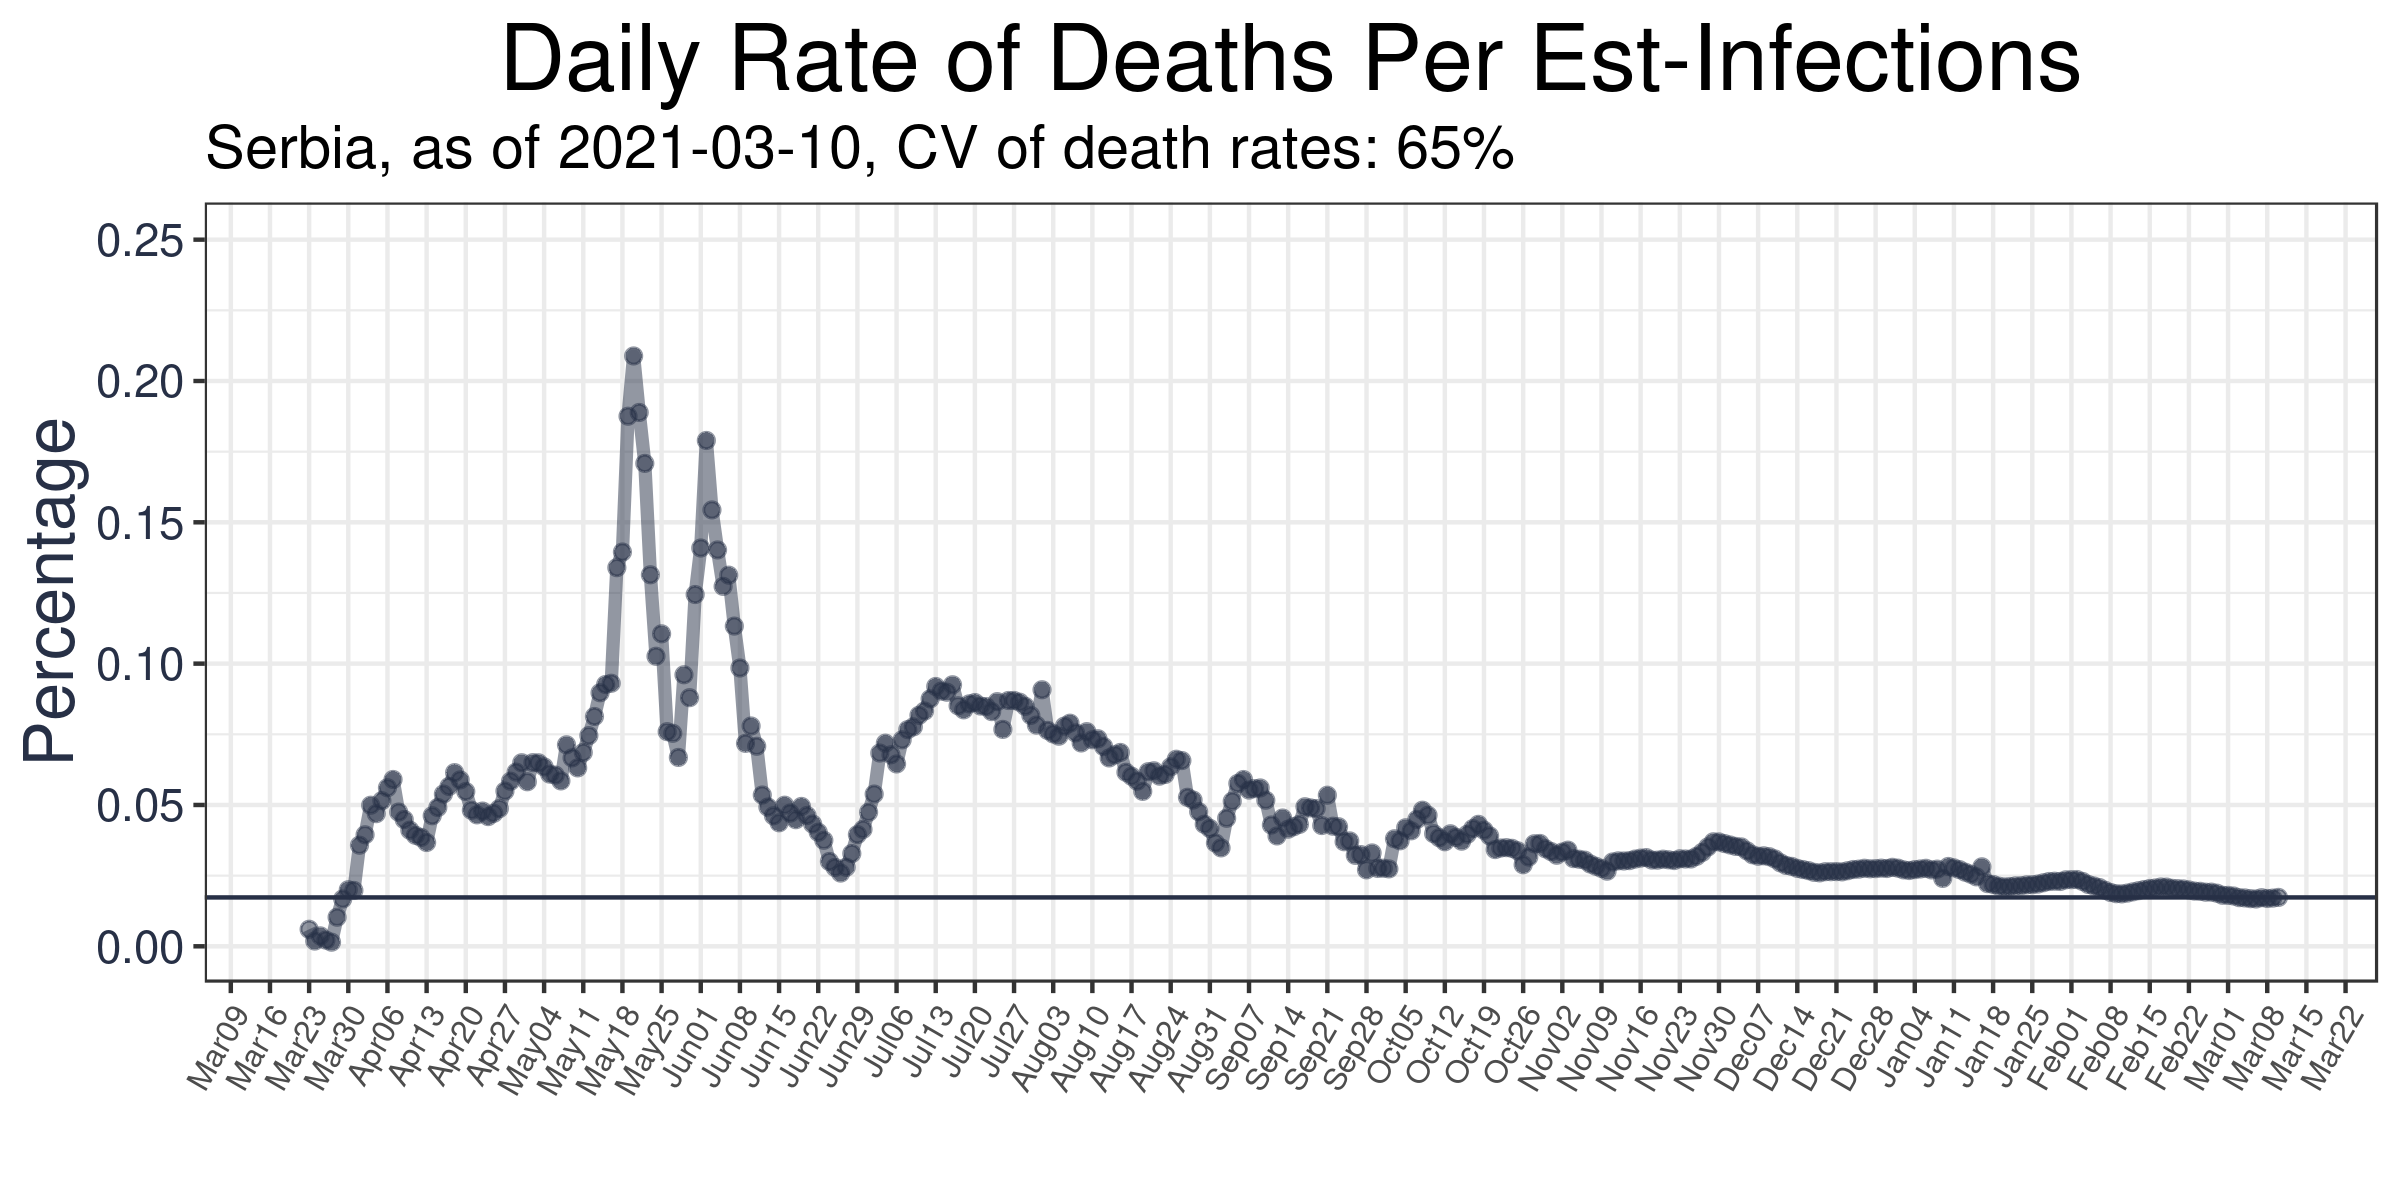 Daily Rate of Deaths Per Est-Infections
Serbia, as of 2021-03-10, CV of death rates: 65%
Percentage
0.25
0.20
0.15
0.10
0.05
0.00
Mar09 Mar16 Mar23 Mar30 Apr06 Apr13 Apr20 Apr27 May04 May11 May18 May25 Jun01 Jun08 Jun15 Jun22 Jun29 Jul06 Jul13 Jul20 Jul27 Aug03 Aug10 Aug17 Aug24 Aug31 Sep07 Sep14 Sep21 Sep28 Oct05 Oct12 Oct19 Oct26 Nov02 Nov09 Nov16 Nov23 Nov30 Dec07 Dec14 Dec21 Dec28 Jan04 Jan11 Jan18 Jan25 Feb01 Feb08 Feb15 Feb22 Mar01 Mar08 Mar15 Mar22